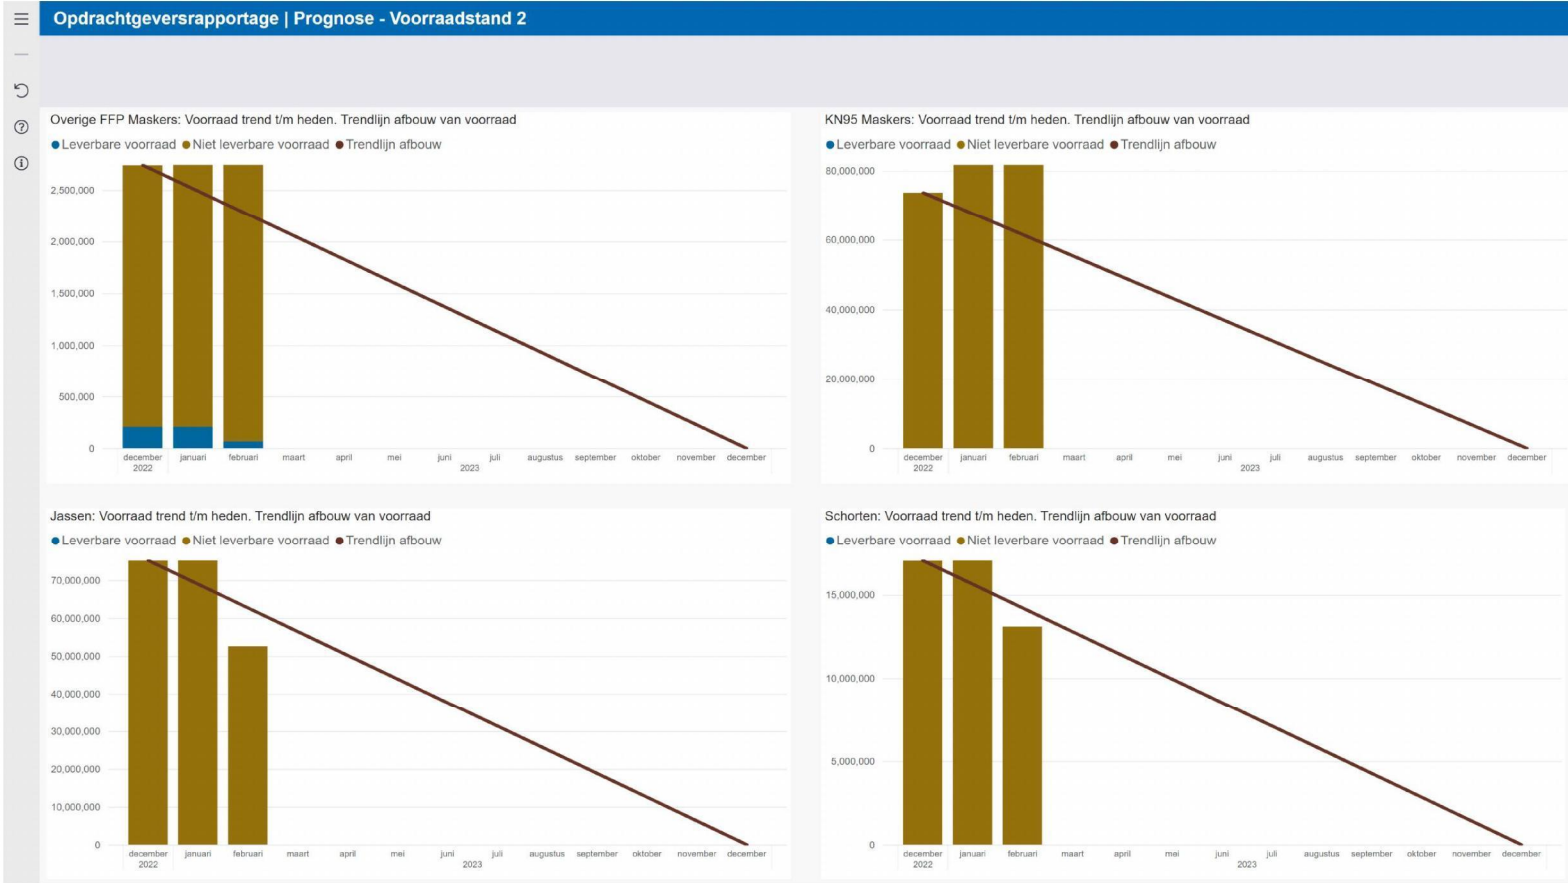 Opdrachtgeversrapportage | Prognose - Voorraadstand 2
Overige FFP Maskers: Voorraad trend t/m heden. Trendlijn afbouw van voorraad
Leverbare voorraad Niet leverbare voorraad Trendlijn afbouw
2,500,000
2,000,000
1,500,000
1,000,000
500,000
0
december januari februari maart april mei juni juli augustus september oktober november december
2022 2023
KN95 Maskers: Voorraad trend t/m heden. Trendlijn afbouw van voorraad
Leverbare voorraad Niet leverbare voorraad Trendlijn afbouw
80,000,000
60,000,000
40,000,000
20,000,000
0
december januari februari maart april mei juni juli augustus september oktober november december
2022 2023
Jassen: Voorraad trend t/m heden. Trendlijn afbouw van voorraad
Leverbare voorraad Niet leverbare voorraad Trendlijn afbouw
70,000,000
60,000,000
50,000,000
40,000,000
30,000,000
20,000,000
10,000,000
0
december januari februari maart april mei juni juli augustus september oktober november december
2022 2023
Schorten: Voorraad trend t/m heden. Trendlijn afbouw van voorraad
Leverbare voorraad Niet leverbare voorraad Trendlijn afbouw
15,000,000
10,000,000
5,000,000
0
december januari februari maart april mei juni juli augustus september oktober november december
2022 2023